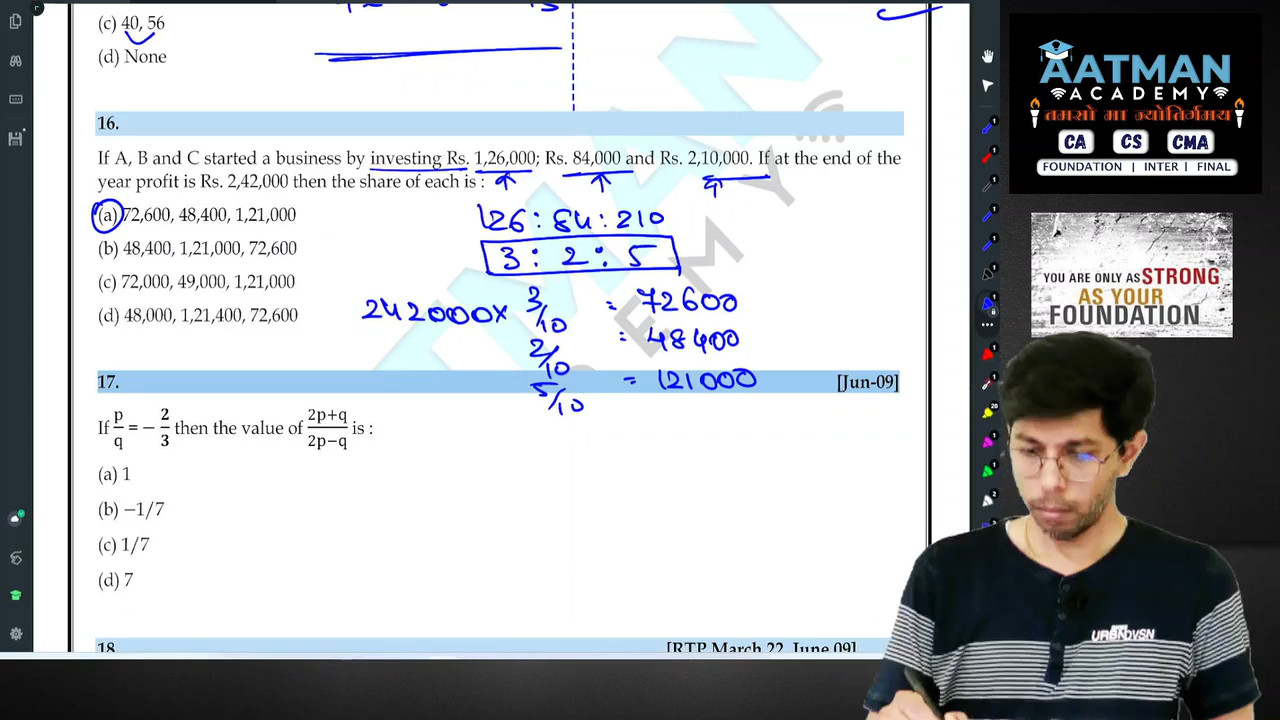 (c) 40, 56
(d) None
16.
If A, B and C started a business by investing Rs. 1,26,000; Rs. 84,000 and Rs. 2,10,000. If at the end of the
year profit is Rs. 2,42,000 then the share of each is :
(a) 72,600, 48,400, 1,21,000
(b) 48,400, 1,21,000, 72,600
(c) 72,000, 49,000, 1,21,000
(d) 48,000, 1,21,400, 72,600
126 : 84 : 210
3 : 2 : 5
242000 × 3/10 = 72600
2/10 = 48400
5/10 = 121000
17. [Jun-09]
If p/q = − 2/3 then the value of 2p+q/2p−q is :
(a) 1
(b) −1/7
(c) 1/7
(d) 7
18 [RTP March 22, June 09]
AATMAN
ACADEMY
तमसो मा ज्योतिर्गमय
CA CS CMA
FOUNDATION | INTER | FINAL
YOU ARE ONLY AS STRONG
AS YOUR
FOUNDATION
URBNDVSN